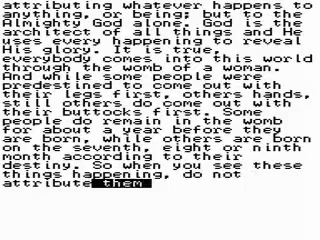 attributing whatever happens to
anything, or being; but to the
Almighty God alone. God is the
architect of all things and He
uses every happening to reveal
His glory. It is true,
everybody comes into this world
through the womb of a woman.
And while some people were
predestined to come out with
their legs first, others hands,
still others do come out with
their buttocks first. Some
people do remain in the womb
for about a year before they
are born, while others are born
on the seventh, eight or ninth
month according to their
destiny. So when you see these
things happening, do not
attribute them